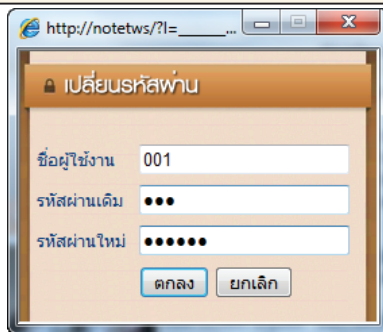 http://notetws/?l=______...
เปลี่ยนรหัสผ่าน
ชื่อผู้ใช้งาน 001
รหัสผ่านเดิม ●●●
รหัสผ่านใหม่ ●●●●●●
ตกลง ยกเลิก